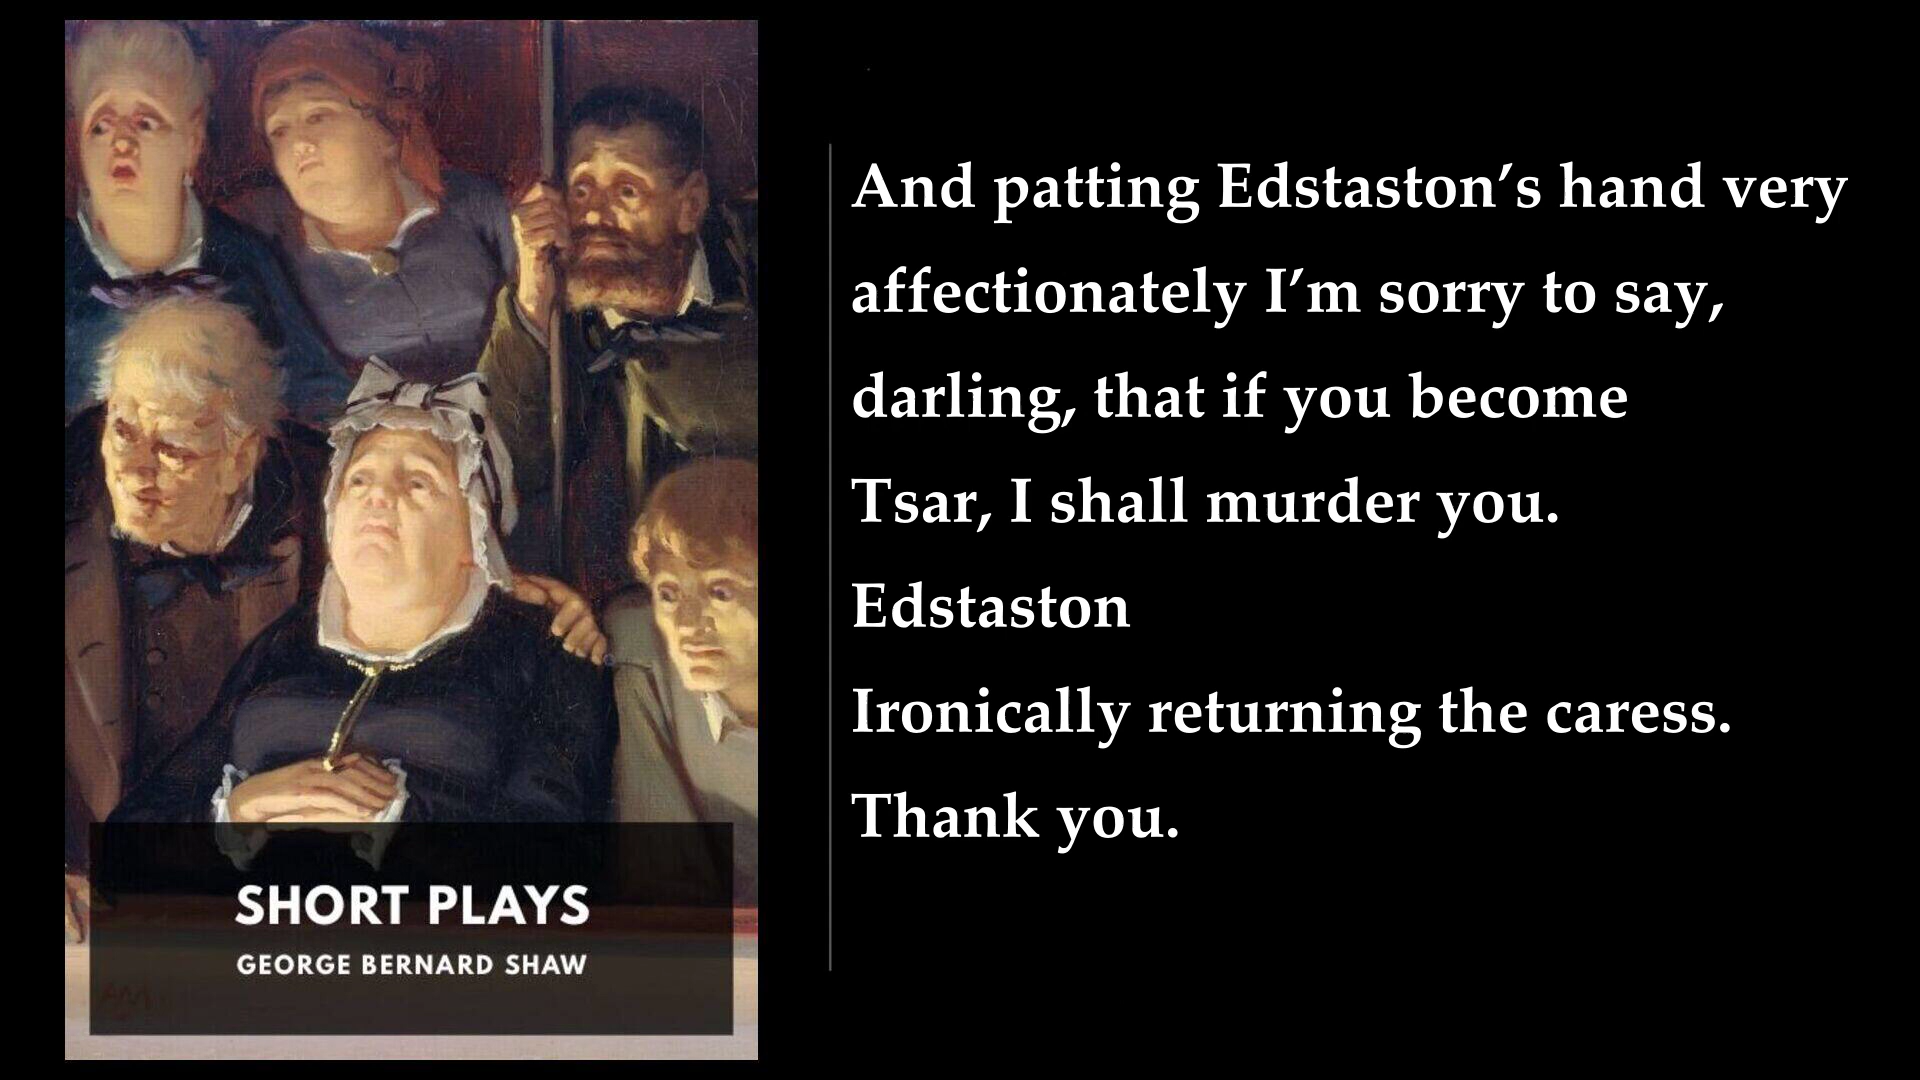 And patting Edstaston’s hand very
affectionately I’m sorry to say,
darling, that if you become
Tsar, I shall murder you.
Edstaston
Ironically returning the caress.
Thank you.
SHORT PLAYS
GEORGE BERNARD SHAW